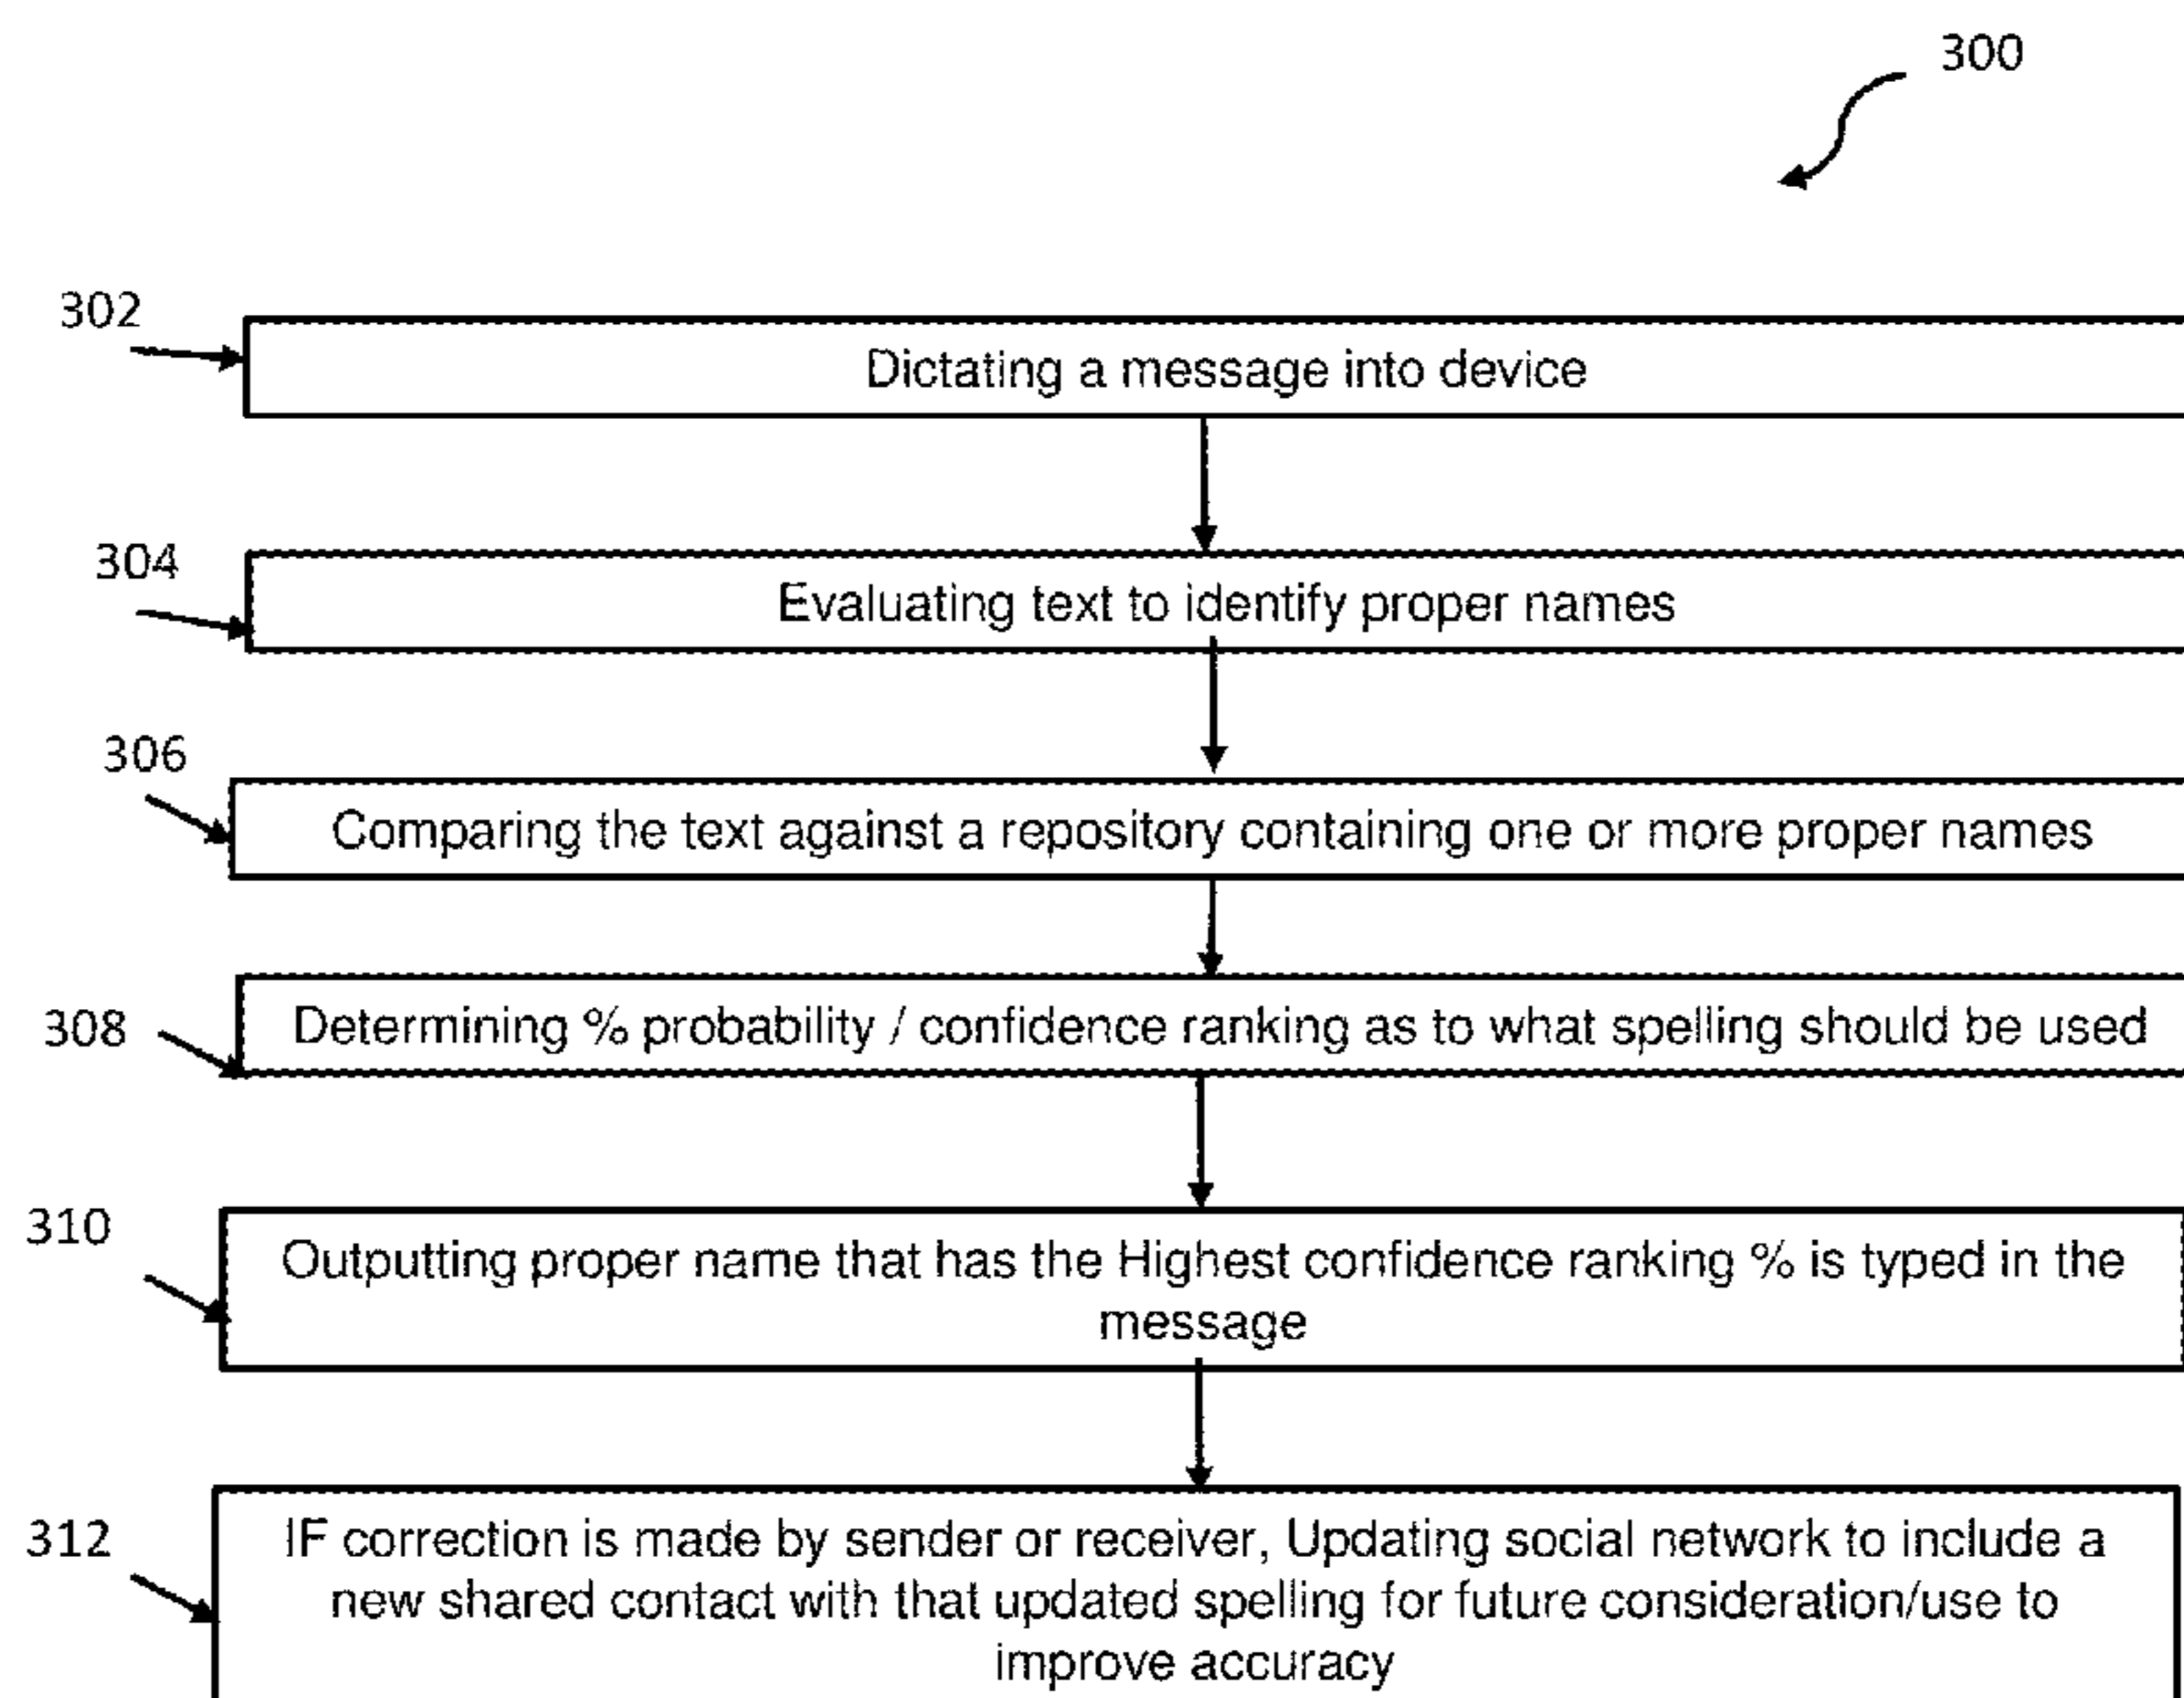 300
302
Dictating a message into device
304
Evaluating text to identify proper names
306
Comparing the text against a repository containing one or more proper names
308
Determining % probability / confidence ranking as to what spelling should be used
310
Outputting proper name that has the Highest confidence ranking % is typed in the
message
312
IF correction is made by sender or receiver, Updating social network to include a
new shared contact with that updated spelling for future consideration/use to
improve accuracy